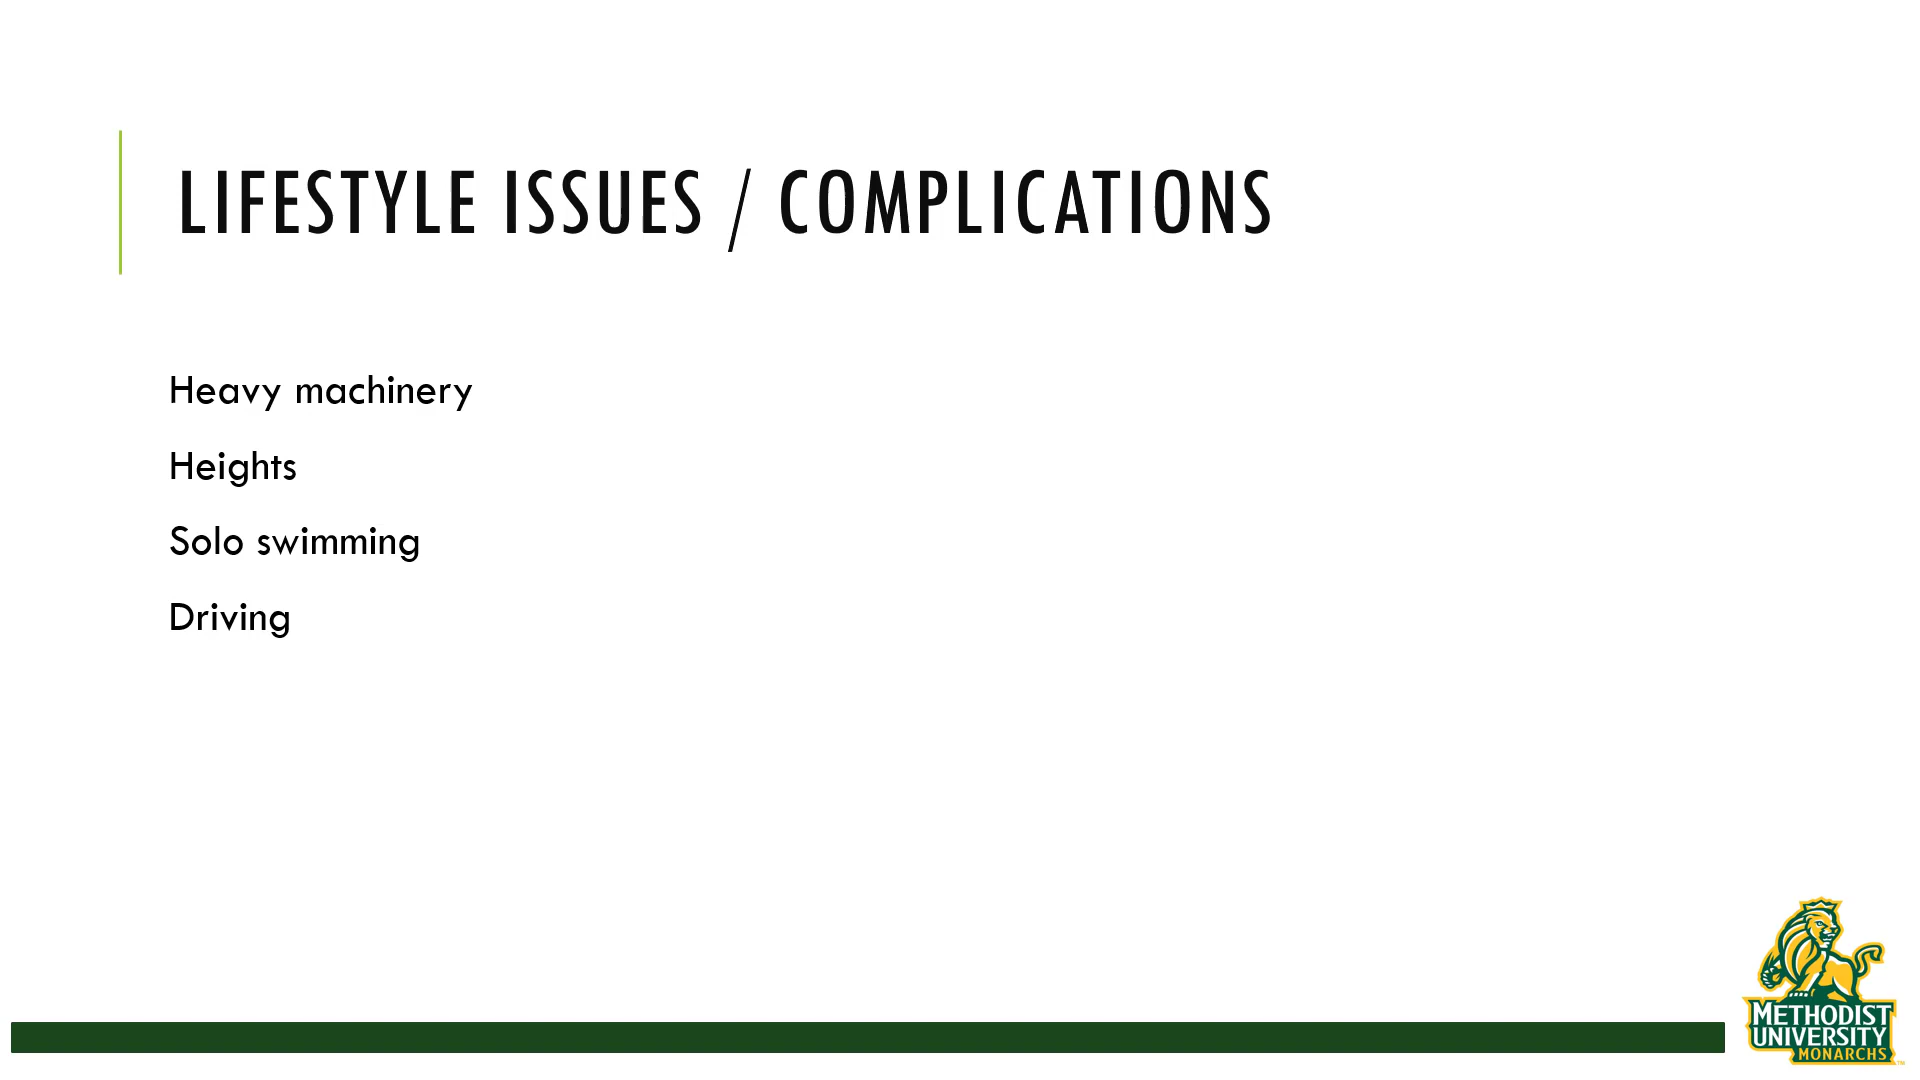 LIFESTYLE ISSUES / COMPLICATIONS
Heavy machinery
Heights
Solo swimming
Driving
METHODIST
UNIVERSITY
MONARCHS